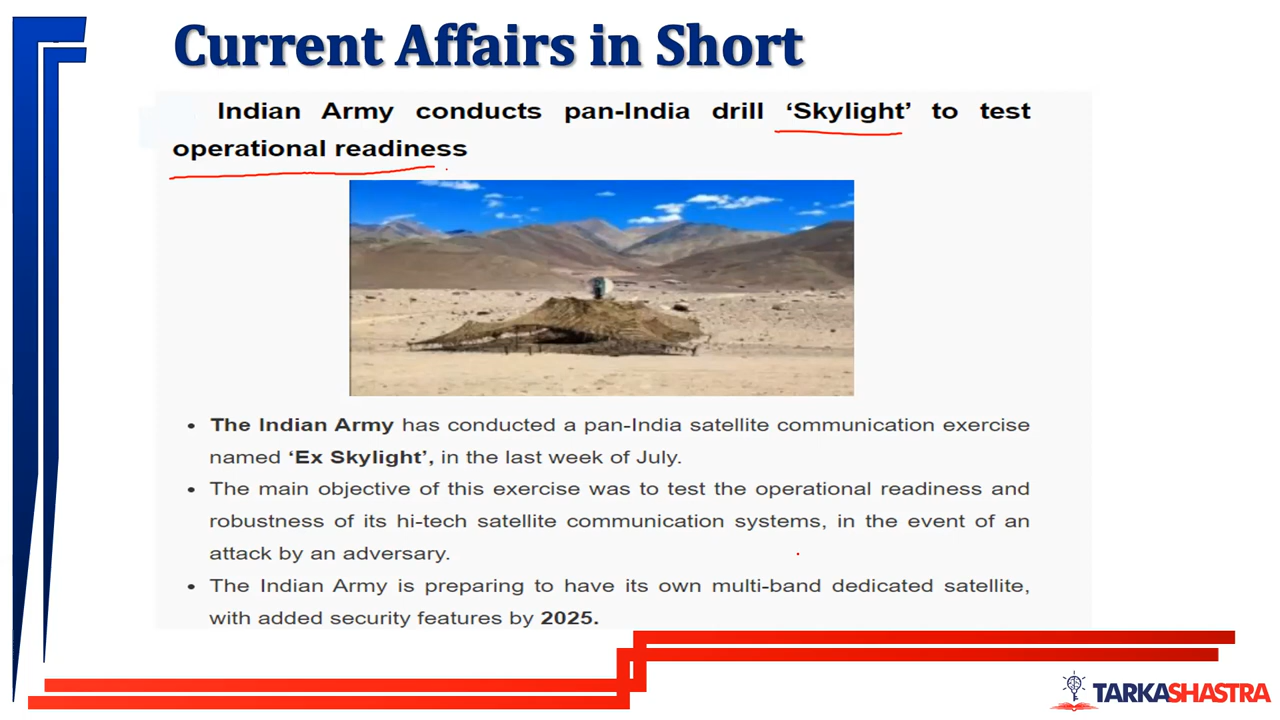 Current Affairs in Short
Indian Army conducts pan-India drill ‘Skylight’ to test
operational readiness
• The Indian Army has conducted a pan-India satellite communication exercise
named ‘Ex Skylight’, in the last week of July.
• The main objective of this exercise was to test the operational readiness and
robustness of its hi-tech satellite communication systems, in the event of an
attack by an adversary.
• The Indian Army is preparing to have its own multi-band dedicated satellite,
with added security features by 2025.
TARKASHASTRA